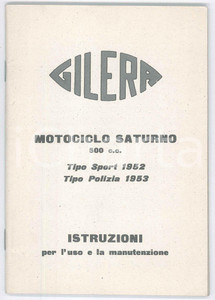 GILERA
MOTOCICLO SATURNO
500 c.c.
Tipo Sport 1952
Tipo Polizia 1953
ISTRUZIONI
per l'uso e la manutenzione